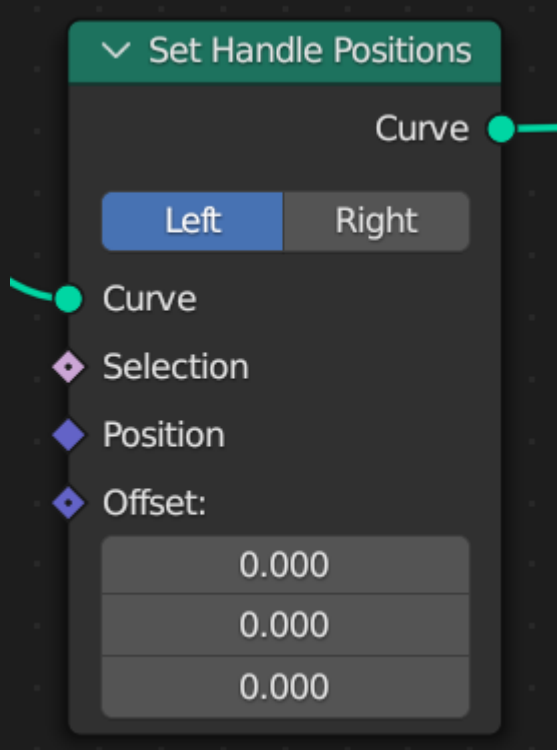 Set Handle Positions
Curve
Left Right
Curve
Selection
Position
Offset:
0.000
0.000
0.000